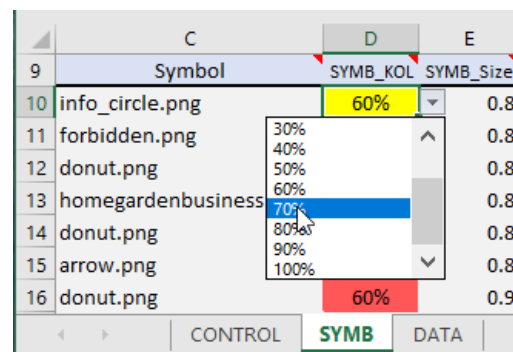 C D E
9 Symbol SYMB_KOL SYMB_Size
10 info_circle.png 60% 0.8
11 forbidden.png 0.8
12 donut.png 0.8
13 homegardenbusiness 0.8
14 donut.png 0.8
15 arrow.png 0.8
16 donut.png 60% 0.9
30%
40%
50%
60%
70%
80%
90%
100%
CONTROL SYMB DATA